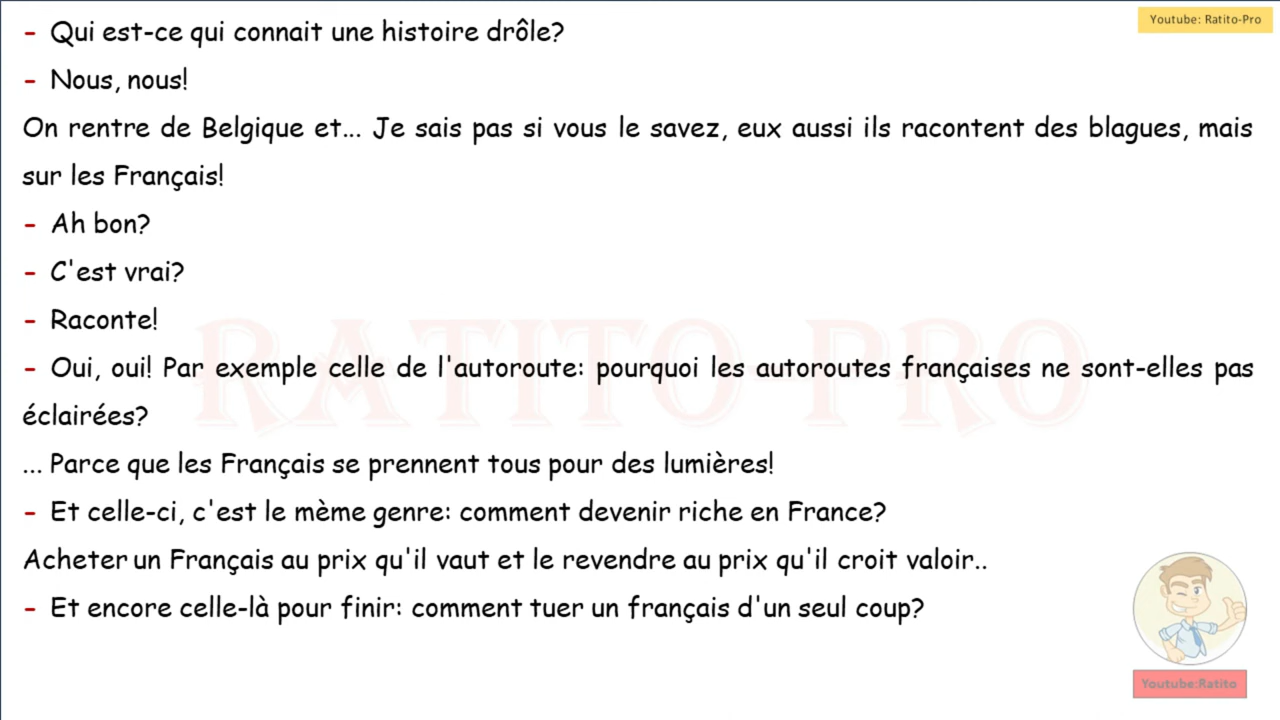 - Qui est-ce qui connait une histoire drôle?
Youtube: Ratito-Pro
- Nous, nous!
On rentre de Belgique et... Je sais pas si vous le savez, eux aussi ils racontent des blagues, mais
sur les Français!
- Ah bon?
- C'est vrai?
- Raconte!
RATITO-PRO
- Oui, oui! Par exemple celle de l'autoroute: pourquoi les autoroutes françaises ne sont-elles pas
éclairées?
... Parce que les Français se prennent tous pour des lumières!
- Et celle-ci, c'est le mème genre: comment devenir riche en France?
Acheter un Français au prix qu'il vaut et le revendre au prix qu'il croit valoir..
- Et encore celle-là pour finir: comment tuer un français d'un seul coup?
Youtube:Ratito